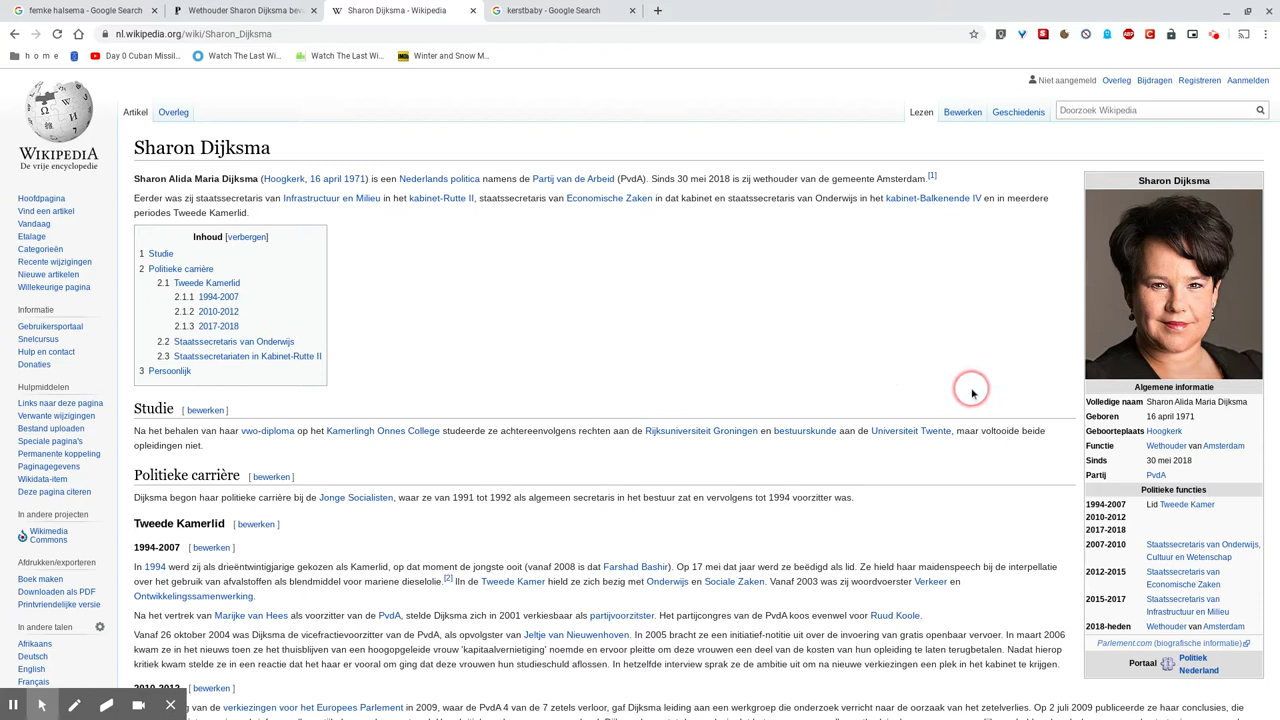 femke halsema - Google Search
Wethouder Sharon Dijksma bev
Sharon Dijksma - Wikipedia
kerstbaby - Google Search
nl.wikipedia.org/wiki/Sharon_Dijksma
h o m e
Day 0 Cuban Missil...
Watch The Last Wi...
Watch The Last Wi...
Winter and Snow M...
Niet aangemeld Overleg Bijdragen Registreren Aanmelden
Artikel Overleg
Lezen Bewerken Geschiedenis
Doorzoek Wikipedia
WIKIPEDIA
De vrije encyclopedie
Hoofdpagina
Vind een artikel
Vandaag
Etalage
Categorieën
Recente wijzigingen
Nieuwe artikelen
Willekeurige pagina
Informatie
Gebruikersportaal
Snelcursus
Hulp en contact
Donaties
Hulpmiddelen
Links naar deze pagina
Verwante wijzigingen
Bestand uploaden
Speciale pagina's
Permanente koppeling
Paginagegevens
Wikidata-item
Deze pagina citeren
In andere projecten
Wikimedia
Commons
Afdrukken/exporteren
Boek maken
Downloaden als PDF
Printvriendelijke versie
In andere talen
Afrikaans
Deutsch
English
Français
Sharon Dijksma
Sharon Alida Maria Dijksma (Hoogkerk, 16 april 1971) is een Nederlands politica namens de Partij van de Arbeid (PvdA). Sinds 30 mei 2018 is zij wethouder van de gemeente Amsterdam.[1]
Eerder was zij staatssecretaris van Infrastructuur en Milieu in het kabinet-Rutte II, staatssecretaris van Economische Zaken in dat kabinet en staatssecretaris van Onderwijs in het kabinet-Balkenende IV en in meerdere
periodes Tweede Kamerlid.
Inhoud [verbergen]
1 Studie
2 Politieke carrière
2.1 Tweede Kamerlid
2.1.1 1994-2007
2.1.2 2010-2012
2.1.3 2017-2018
2.2 Staatssecretaris van Onderwijs
2.3 Staatssecretariaten in Kabinet-Rutte II
3 Persoonlijk
Studie [ bewerken ]
Na het behalen van haar vwo-diploma op het Kamerlingh Onnes College studeerde ze achtereenvolgens rechten aan de Rijksuniversiteit Groningen en bestuurskunde aan de Universiteit Twente, maar voltooide beide
opleidingen niet.
Politieke carrière [ bewerken ]
Dijksma begon haar politieke carrière bij de Jonge Socialisten, waar ze van 1991 tot 1992 als algemeen secretaris in het bestuur zat en vervolgens tot 1994 voorzitter was.
Tweede Kamerlid [ bewerken ]
1994-2007 [ bewerken ]
In 1994 werd zij als drieëntwintigjarige gekozen als Kamerlid, op dat moment de jongste ooit (vanaf 2008 is dat Farshad Bashir). Op 17 mei dat jaar werd ze beëdigd als lid. Ze hield haar maidenspeech bij de interpellatie
over het gebruik van afvalstoffen als blendmiddel voor mariene dieselolie.[2] IIn de Tweede Kamer hield ze zich bezig met Onderwijs en Sociale Zaken. Vanaf 2003 was zij woordvoerster Verkeer en
Ontwikkelingssamenwerking.
Na het vertrek van Marijke van Hees als voorzitter van de PvdA, stelde Dijksma zich in 2001 verkiesbaar als partijvoorzitster. Het partijcongres van de PvdA koos evenwel voor Ruud Koole.
Vanaf 26 oktober 2004 was Dijksma de vicefractievoorzitter van de PvdA, als opvolgster van Jeltje van Nieuwenhoven. In 2005 bracht ze een initiatief-notitie uit over de invoering van gratis openbaar vervoer. In maart 2006
kwam ze in het nieuws toen ze het thuisblijven van een hoogopgeleide vrouw 'kapitaalvernietiging' noemde en ervoor pleitte om deze vrouwen een deel van de kosten van hun opleiding te laten terugbetalen. Nadat hierop
kritiek kwam stelde ze in een reactie dat het haar er vooral om ging dat deze vrouwen hun studieschuld aflossen. In hetzelfde interview sprak ze de ambitie uit om na nieuwe verkiezingen een plek in het kabinet te krijgen.
2010-2012 [ bewerken ]
van de verkiezingen voor het Europees Parlement in 2009, waar de PvdA 4 van de 7 zetels verloor, gaf Dijksma leiding aan een werkgroep die onderzoek verricht naar de oorzaak van het zetelverlies. Op 2 juli 2009 publiceerde ze haar conclusies, die
Sharon Dijksma
Algemene informatie
Volledige naam Sharon Alida Maria Dijksma
Geboren 16 april 1971
Geboorteplaats Hoogkerk
Functie Wethouder van Amsterdam
Sinds 30 mei 2018
Partij PvdA
Politieke functies
1994-2007 Lid Tweede Kamer
2010-2012
2017-2018
2007-2010 Staatssecretaris van Onderwijs,
Cultuur en Wetenschap
2012-2015 Staatssecretaris van
Economische Zaken
2015-2017 Staatssecretaris van
Infrastructuur en Milieu
2018-heden Wethouder van Amsterdam
Parlement.com (biografische informatie)
Portaal Politiek
Nederland